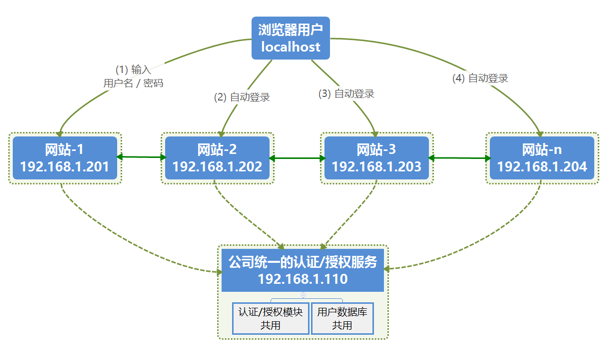 浏览器用户
localhost
(1) 输入
用户名 / 密码
(2) 自动登录
(3) 自动登录
(4) 自动登录
网站-1
192.168.1.201
网站-2
192.168.1.202
网站-3
192.168.1.203
网站-n
192.168.1.204
公司统一的认证/授权服务
192.168.1.110
认证/授权模块
共用
用户数据库
共用